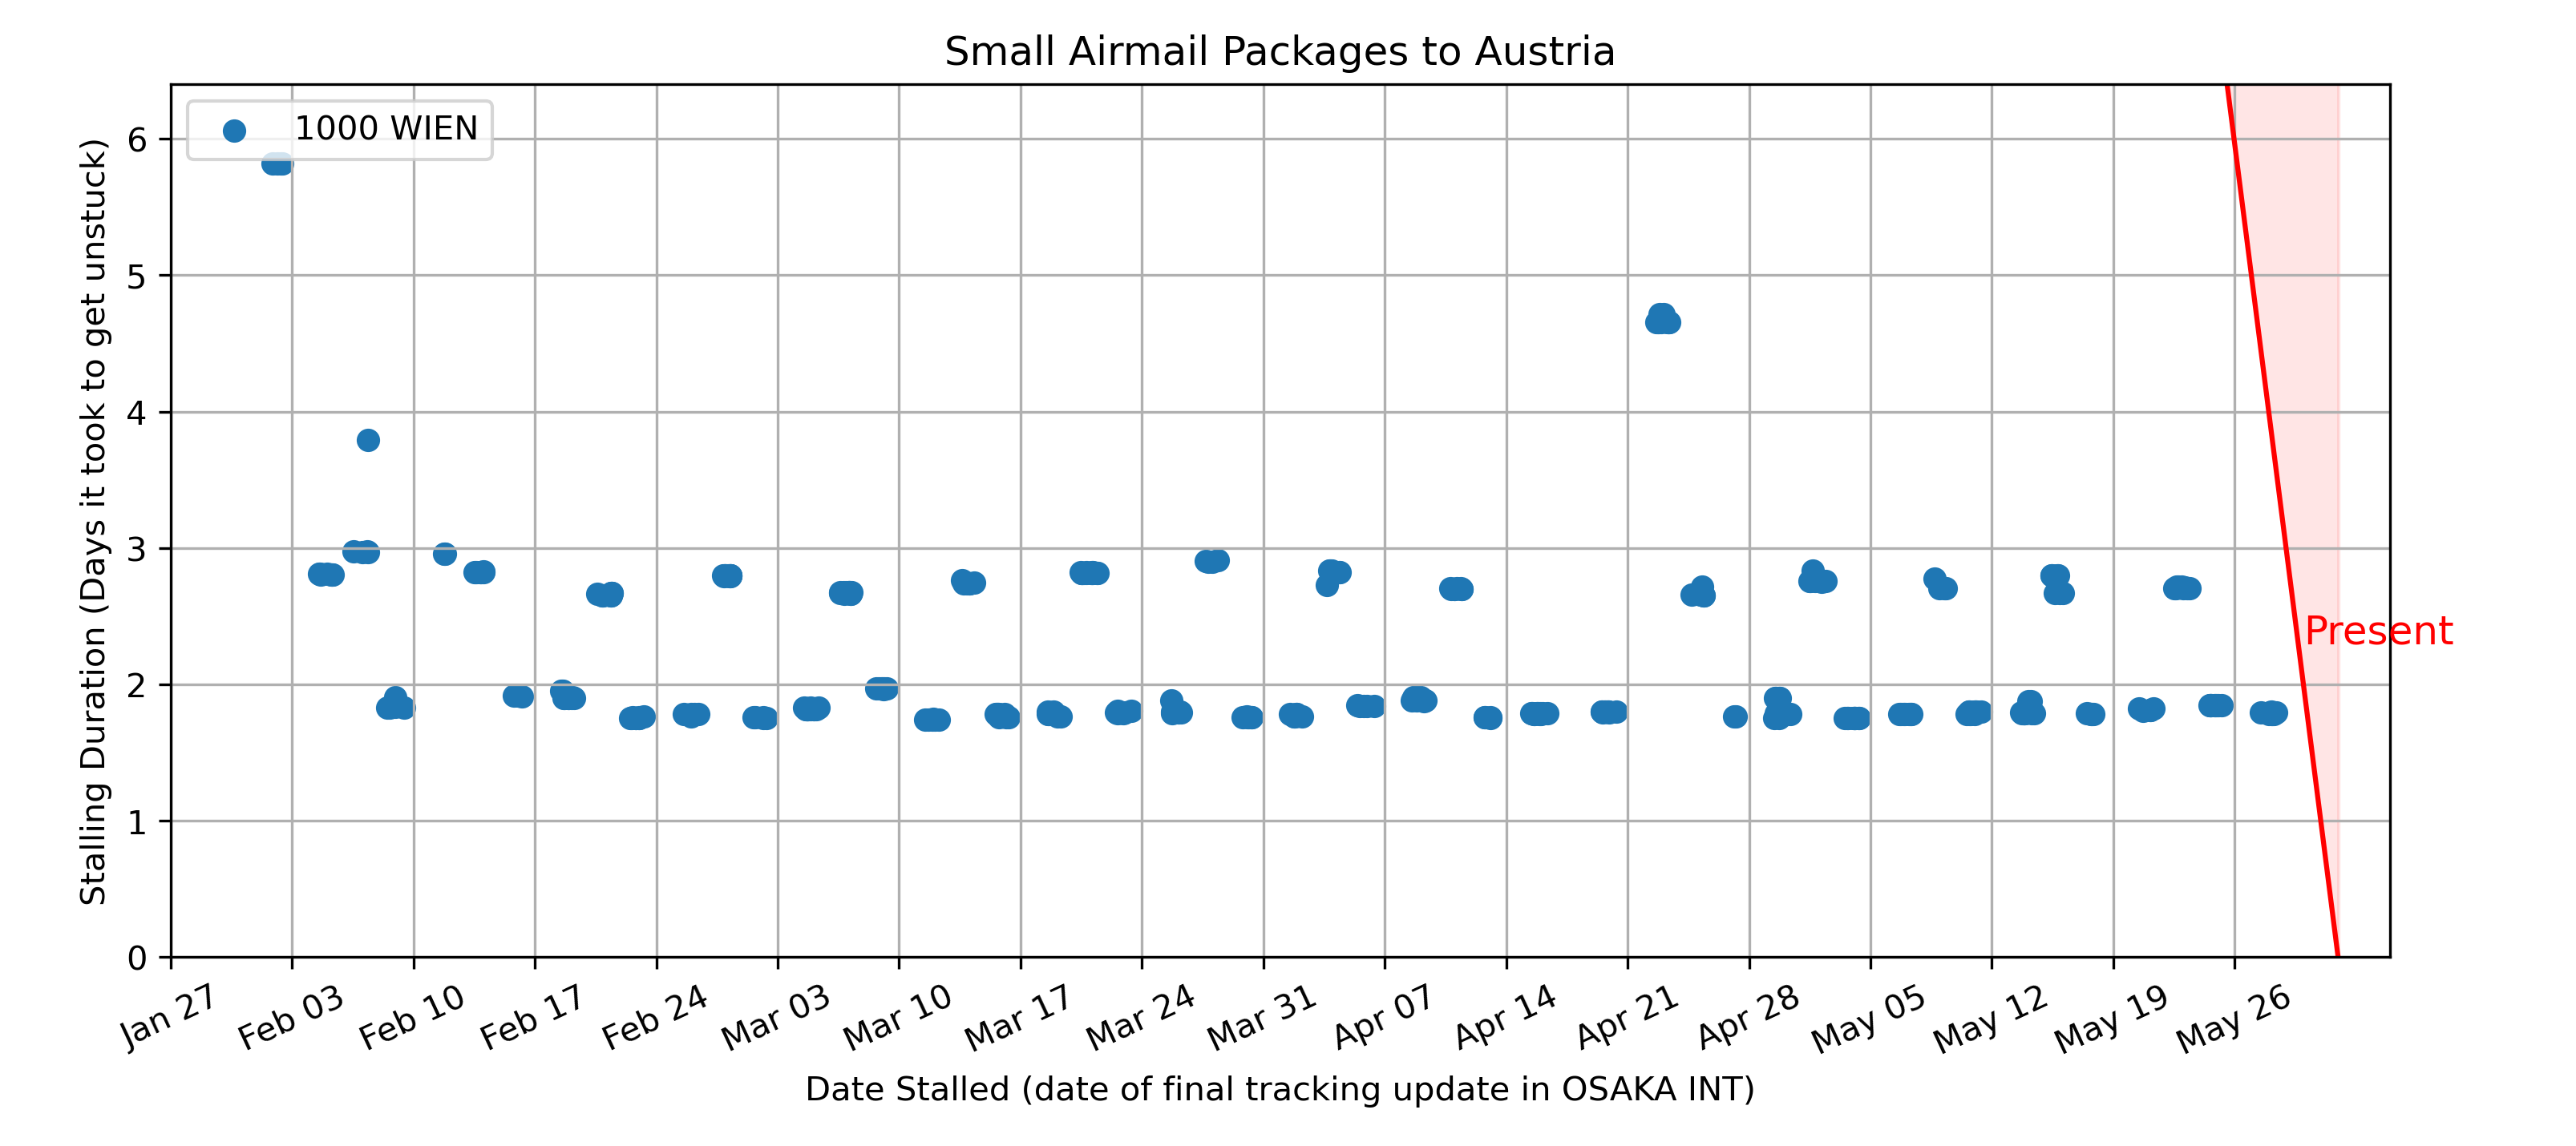 Small Airmail Packages to Austria
1000 WIEN
Stalling Duration (Days it took to get unstuck)
6
5
4
3
2
1
0
Present
Jan 27
Feb 03
Feb 10
Feb 17
Feb 24
Mar 03
Mar 10
Mar 17
Mar 24
Mar 31
Apr 07
Apr 14
Apr 21
Apr 28
May 05
May 12
May 19
May 26
Date Stalled (date of final tracking update in OSAKA INT)